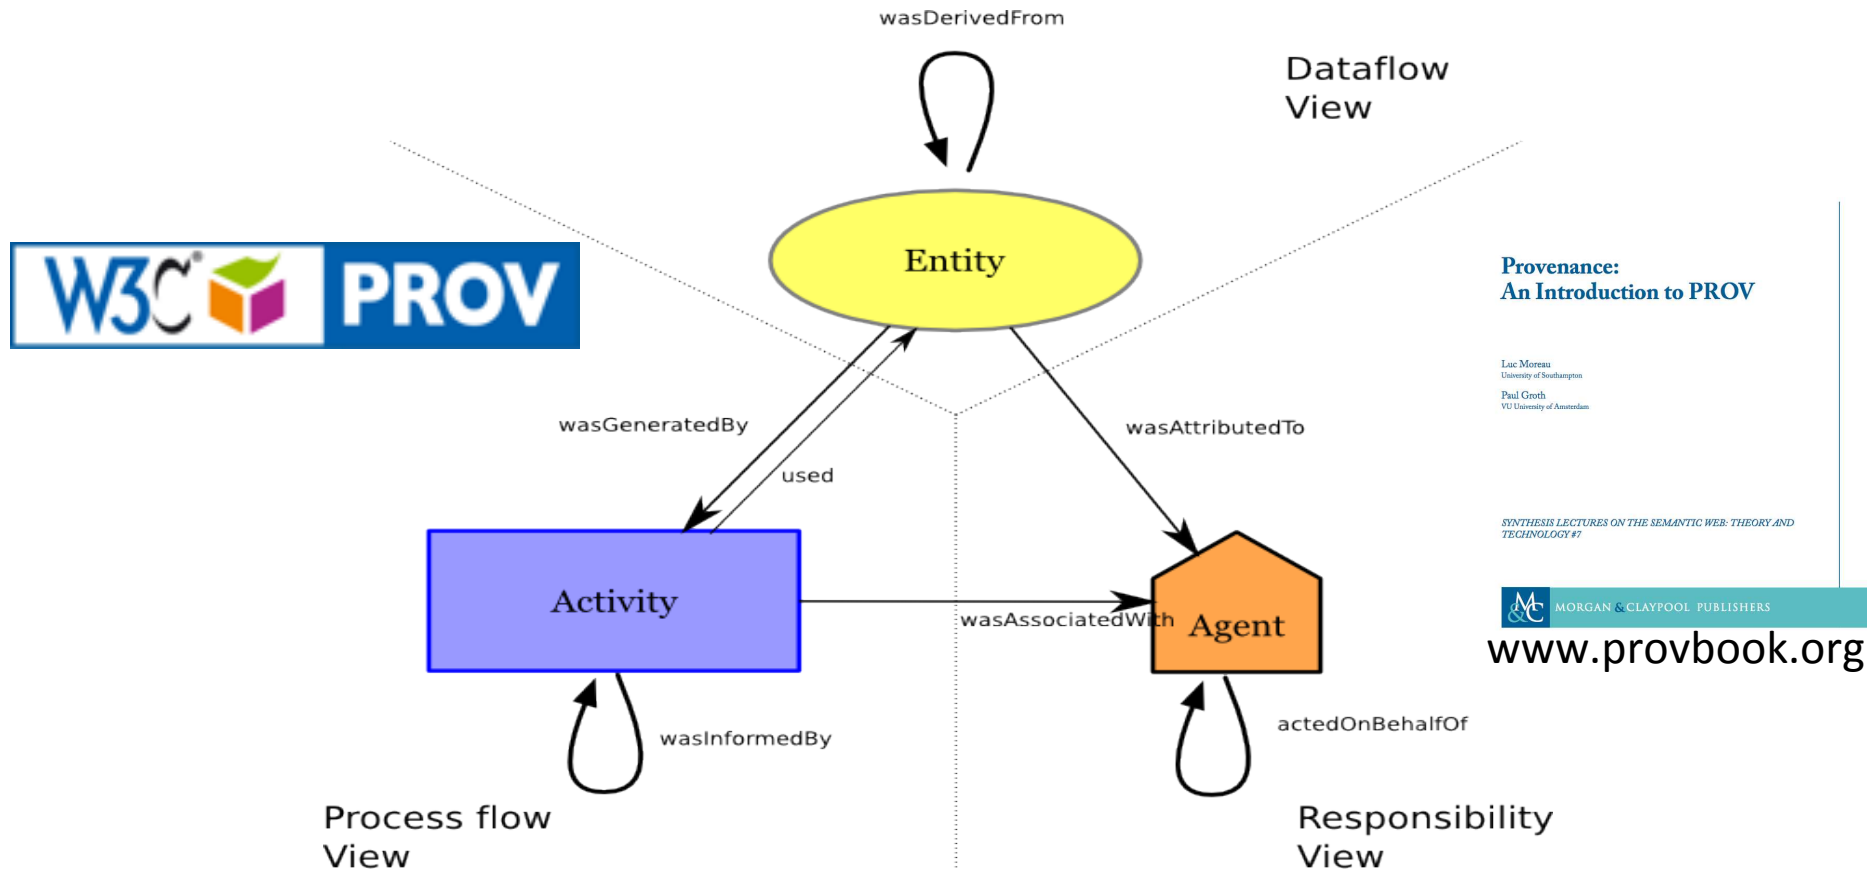 wasDerivedFrom
Dataflow
View
W3C® PROV
Entity
Provenance:
An Introduction to PROV
Luc Moreau
University of Southampton
Paul Groth
VU University of Amsterdam
wasGeneratedBy
wasAttributedTo
used
SYNTHESIS LECTURES ON THE SEMANTIC WEB: THEORY AND
TECHNOLOGY #7
Activity
wasAssociatedWith
Agent
M&C MORGAN & CLAYPOOL PUBLISHERS
www.provbook.org
wasInformedBy
actedOnBehalfOf
Process flow
View
Responsibility
View